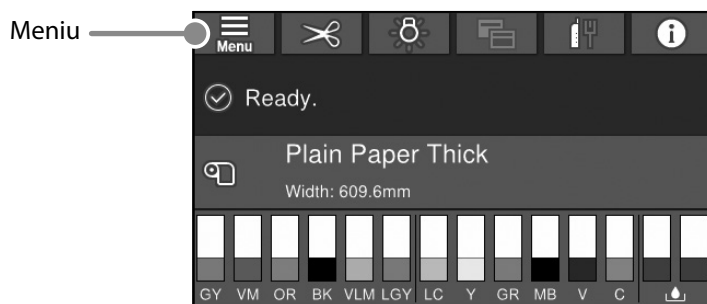 Meniu
Menu
Ready.
Plain Paper Thick
Width: 609.6mm
GY VM OR BK VLM LGY LC Y GR MB V C